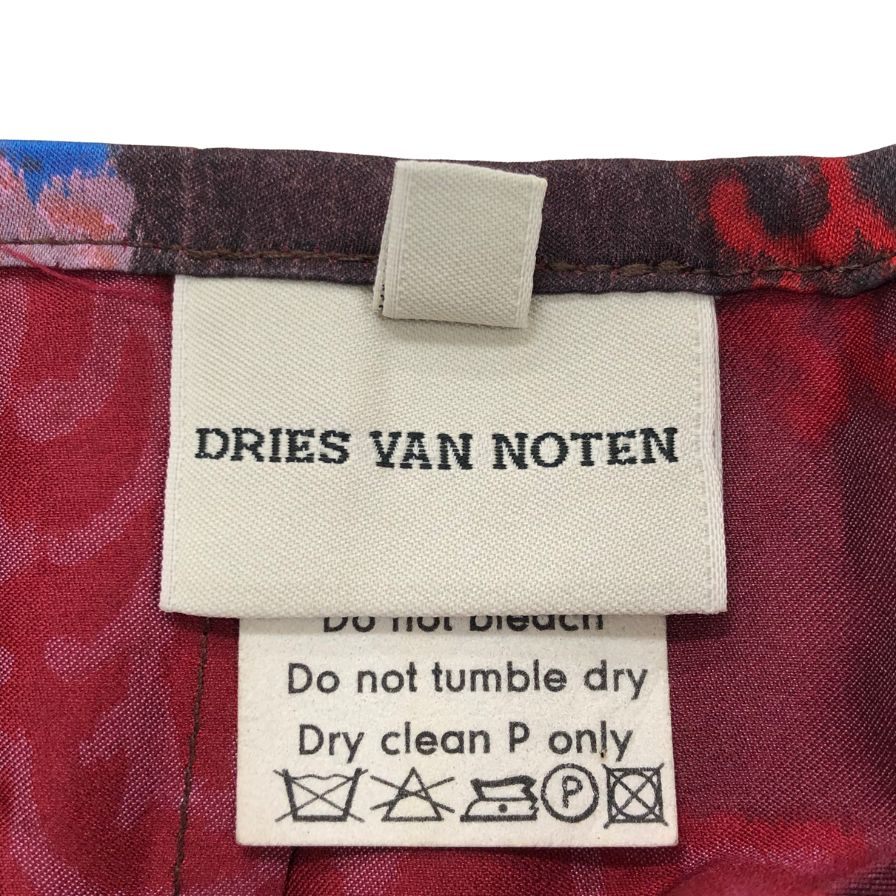 DRIES VAN NOTEN
Do not bleach
Do not tumble dry
Dry clean P only
P